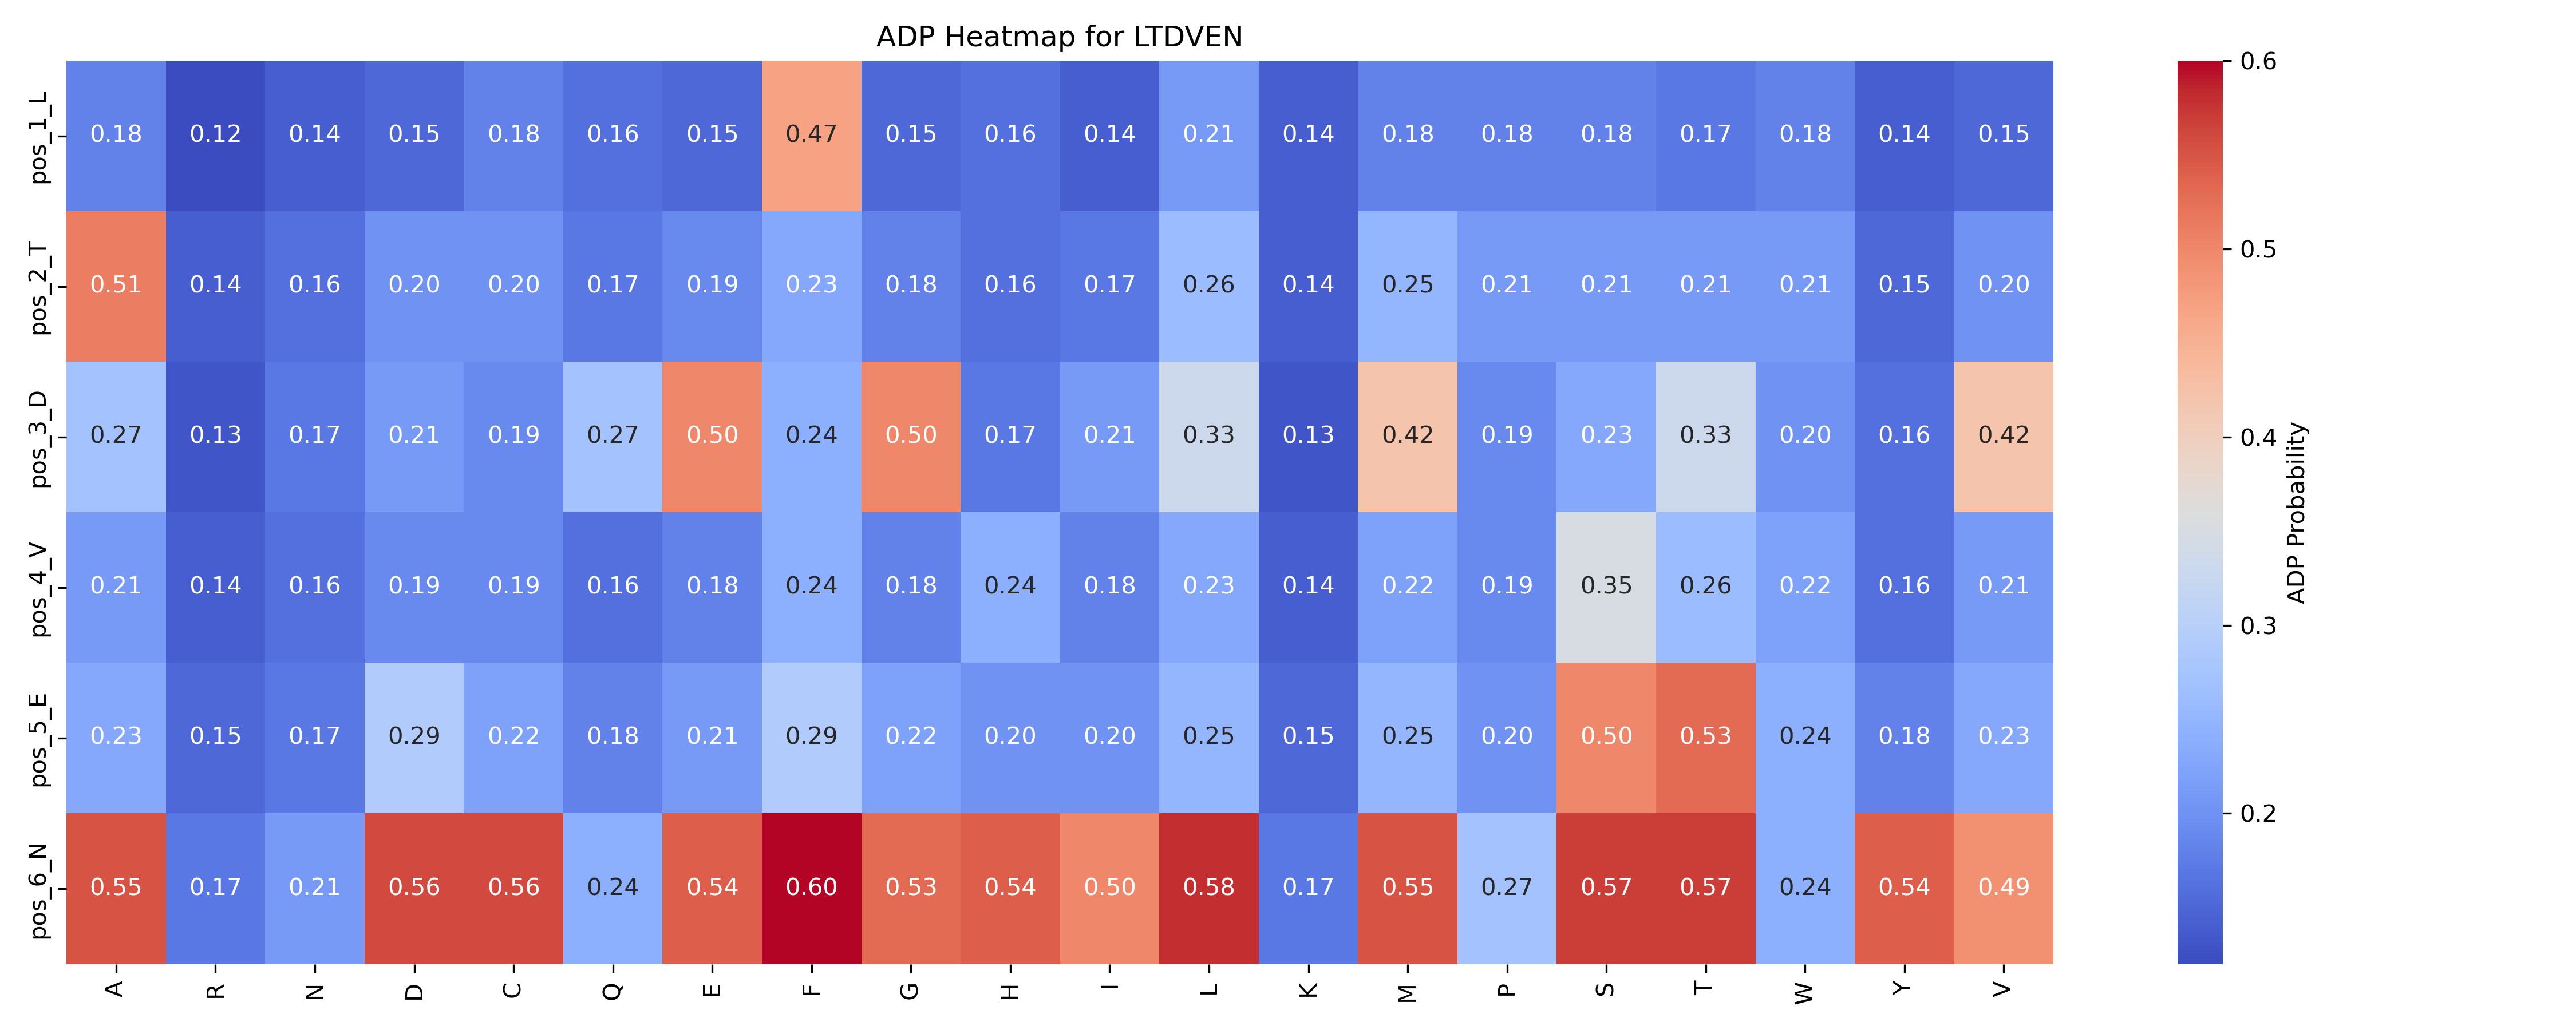 ADP Heatmap for LTDVEN
pos_1_L 0.18 0.12 0.14 0.15 0.18 0.16 0.15 0.47 0.15 0.16 0.14 0.21 0.14 0.18 0.18 0.18 0.17 0.18 0.14 0.15
pos_2_T 0.51 0.14 0.16 0.20 0.20 0.17 0.19 0.23 0.18 0.16 0.17 0.26 0.14 0.25 0.21 0.21 0.21 0.21 0.15 0.20
pos_3_D 0.27 0.13 0.17 0.21 0.19 0.27 0.50 0.24 0.50 0.17 0.21 0.33 0.13 0.42 0.19 0.23 0.33 0.20 0.16 0.42
pos_4_V 0.21 0.14 0.16 0.19 0.19 0.16 0.18 0.24 0.18 0.24 0.18 0.23 0.14 0.22 0.19 0.35 0.26 0.22 0.16 0.21
pos_5_E 0.23 0.15 0.17 0.29 0.22 0.18 0.21 0.29 0.22 0.20 0.20 0.25 0.15 0.25 0.20 0.50 0.53 0.24 0.18 0.23
pos_6_N 0.55 0.17 0.21 0.56 0.56 0.24 0.54 0.60 0.53 0.54 0.50 0.58 0.17 0.55 0.27 0.57 0.57 0.24 0.54 0.49
A R N D C Q E F G H I L K M P S T W Y V
0.6
0.5
0.4
0.3
0.2
ADP Probability